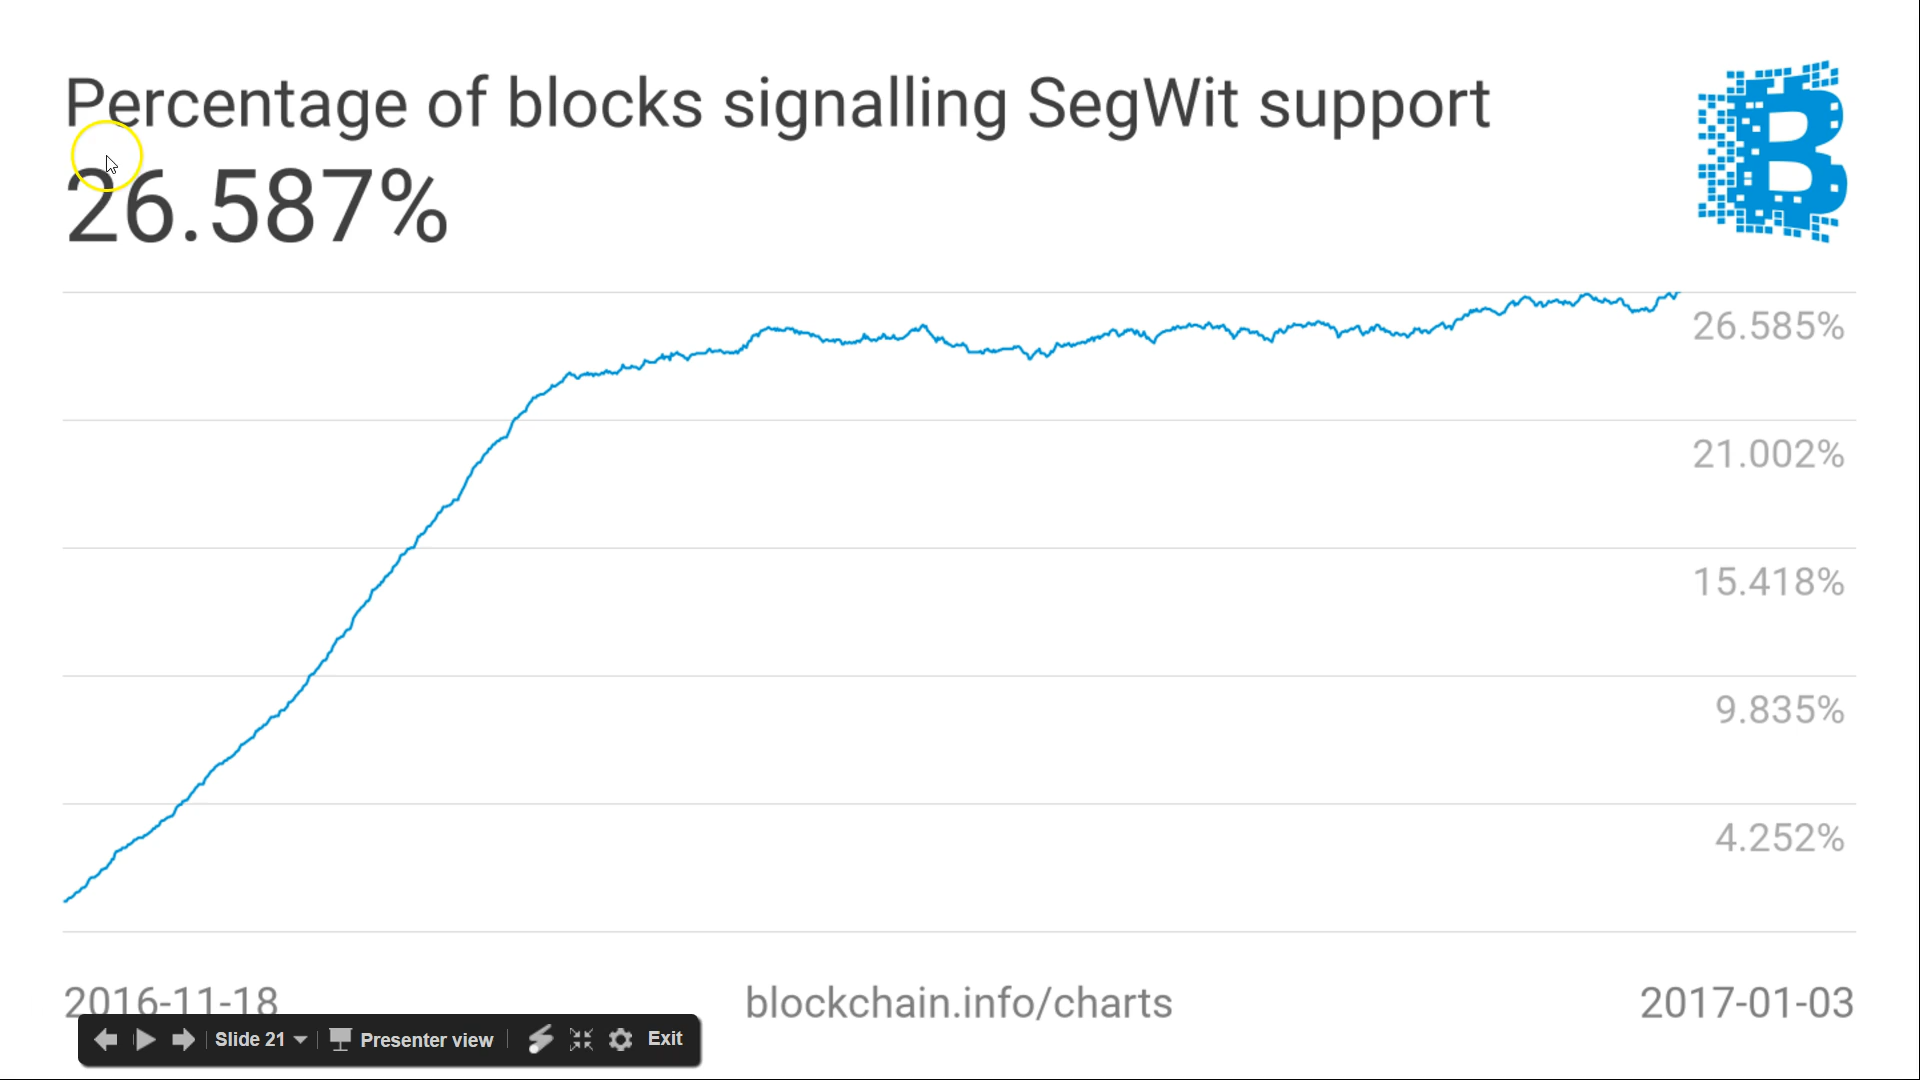 Percentage of blocks signalling SegWit support
26.587%
26.585%
21.002%
15.418%
9.835%
4.252%
2016-11-18 blockchain.info/charts 2017-01-03
Slide 21 Presenter view Exit